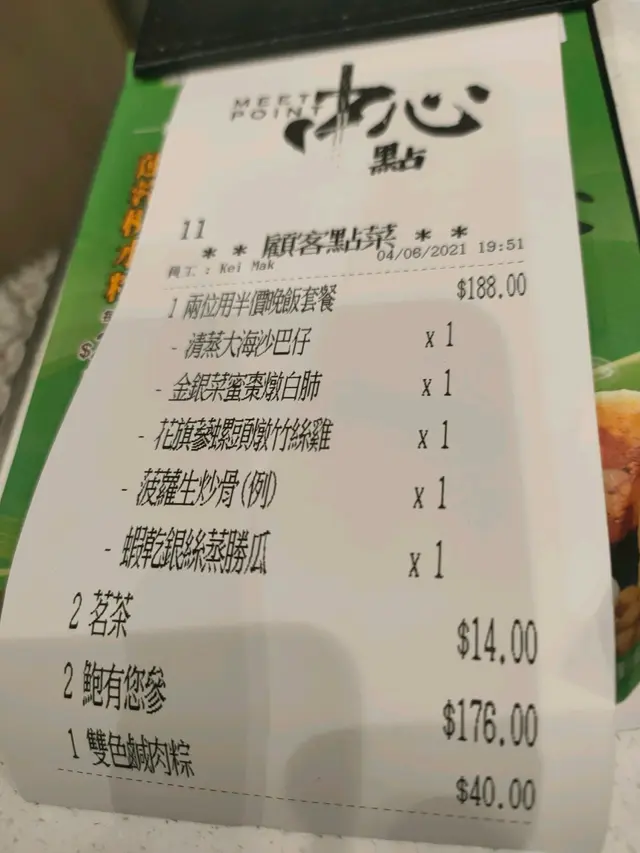 MEET
POINT
中心
點
11
* * 顧客點菜 * *
員工 : Kei Mak 04/06/2021 19:51
1 兩位用半價晚飯套餐 $188.00
- 清蒸大海沙巴仔 x 1
- 金銀菜蜜棗燉白肺 x 1
- 花旗蔘螺頭燉竹絲雞 x 1
- 菠蘿生炒骨(例) x 1
- 蝦乾銀絲蒸勝瓜 x 1
2 茗茶 $14.00
2 鮑有您參 $176.00
1 雙色鹹肉粽 $40.00